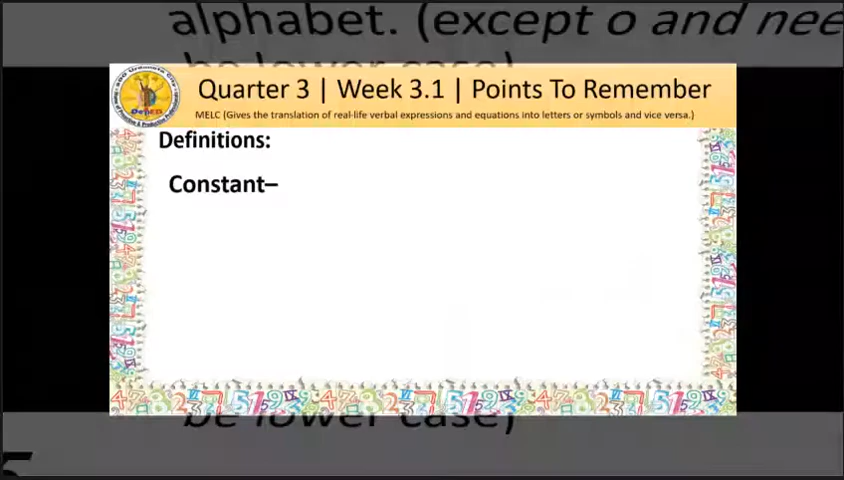 alphabet. (except o and nee
be lower case)
Quarter 3 | Week 3.1 | Points To Remember
MELC (Gives the translation of real-life verbal expressions and equations into letters or symbols and vice versa.)
Definitions:
Constant–
be lower case)